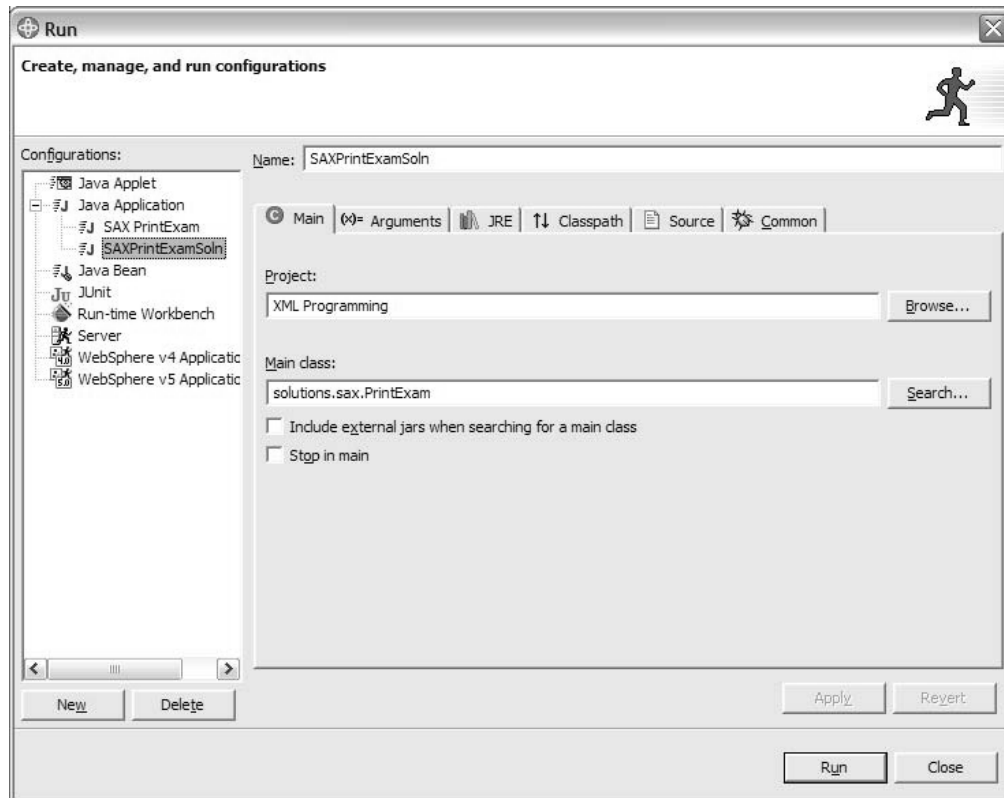 Run
Create, manage, and run configurations
Configurations:
Java Applet
Java Application
SAX PrintExam
SAXPrintExamSoln
Java Bean
JUnit
Run-time Workbench
Server
WebSphere v4 Applicatic
WebSphere v5 Applicatic
New
Delete
Name: SAXPrintExamSoln
Main (x)= Arguments JRE Classpath Source Common
Project:
XML Programming
Browse...
Main class:
solutions.sax.PrintExam
Search...
Include external jars when searching for a main class
Stop in main
Apply
Revert
Run
Close